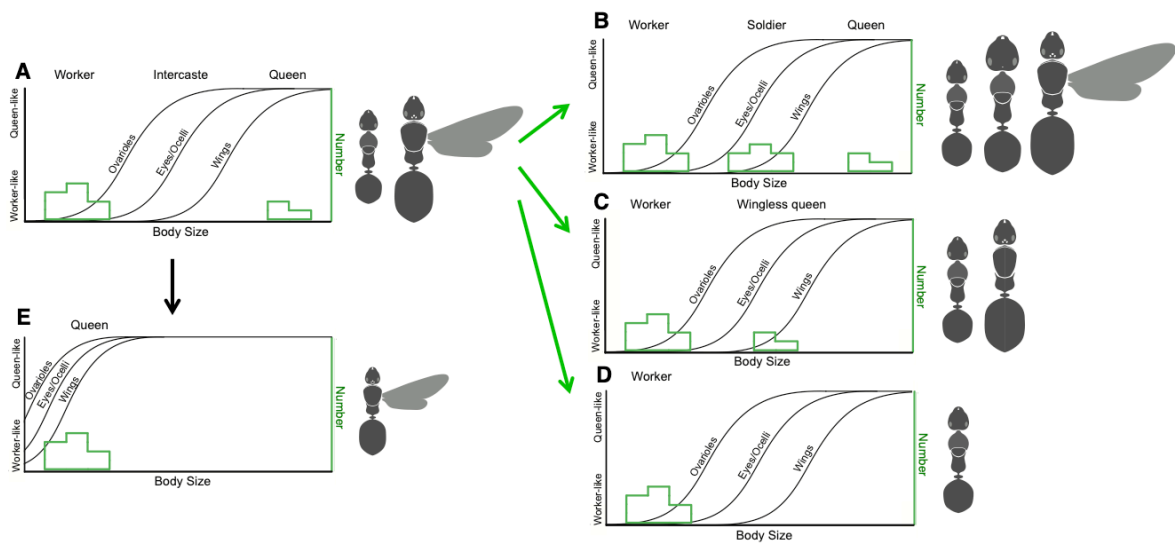 A
Worker Intercaste Queen
Queen-like
Worker-like
Ovarioles
Eyes/Ocelli
Wings
Number
Body Size
B
Worker Soldier Queen
Queen-like
Worker-like
Ovarioles
Eyes/Ocelli
Wings
Number
Body Size
C
Worker Wingless queen
Queen-like
Worker-like
Ovarioles
Eyes/Ocelli
Wings
Number
Body Size
D
Worker
Queen-like
Worker-like
Ovarioles
Eyes/Ocelli
Wings
Number
Body Size
E
Queen
Queen-like
Worker-like
Ovarioles
Eyes/Ocelli
Wings
Number
Body Size